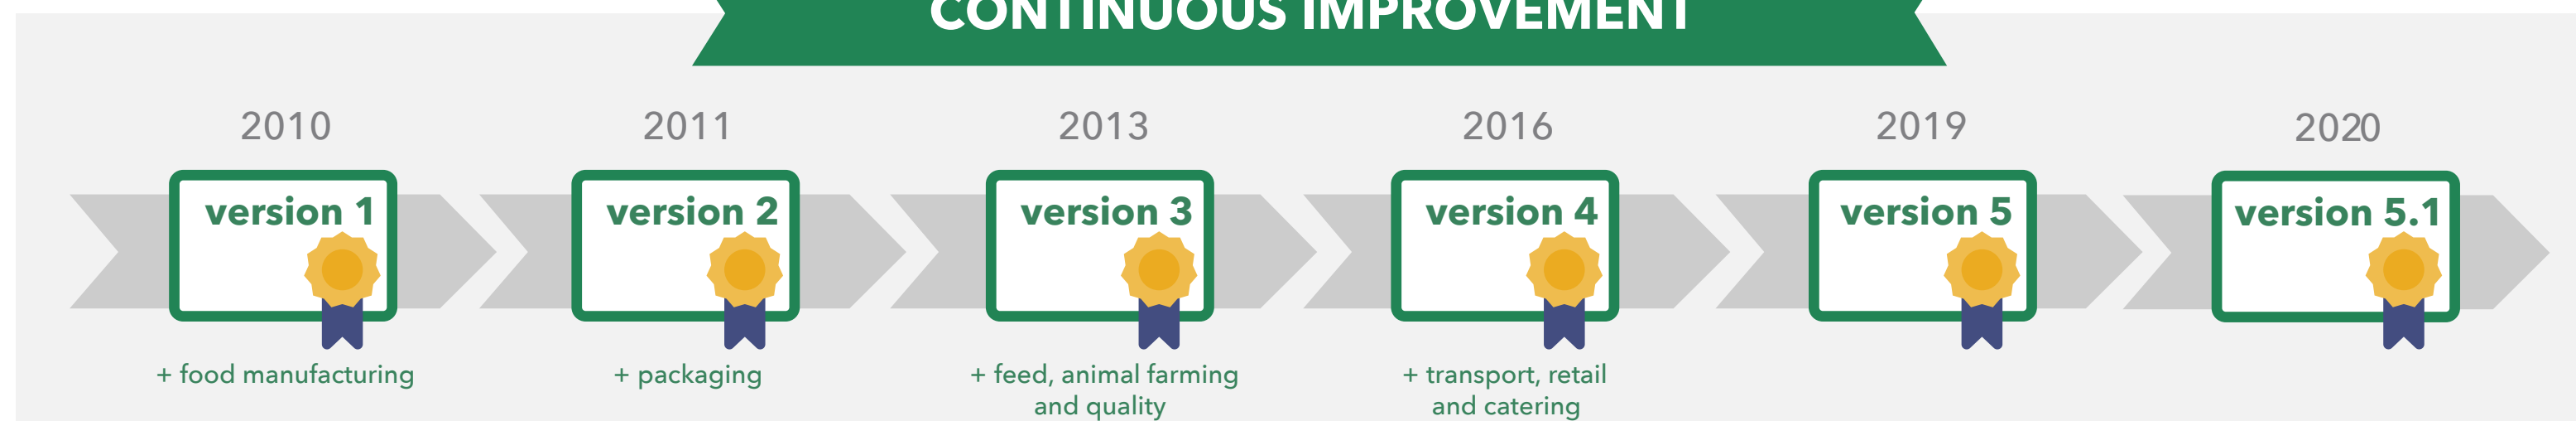 CONTINUOUS IMPROVEMENT
2010 2011 2013 2016 2019 2020
version 1 version 2 version 3 version 4 version 5 version 5.1
+ food manufacturing + packaging + feed, animal farming + transport, retail
and quality and catering